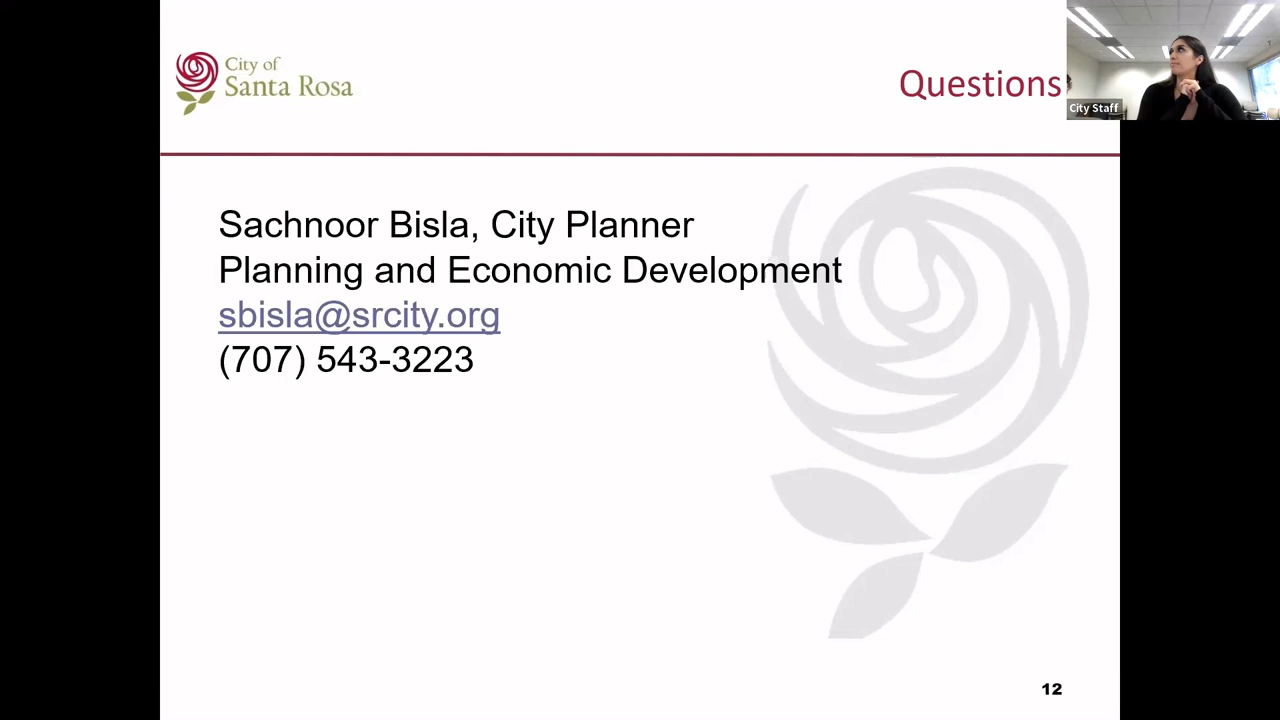 City of
Santa Rosa
Questions
City Staff
Sachnoor Bisla, City Planner
Planning and Economic Development
sbisla@srcity.org
(707) 543-3223
12